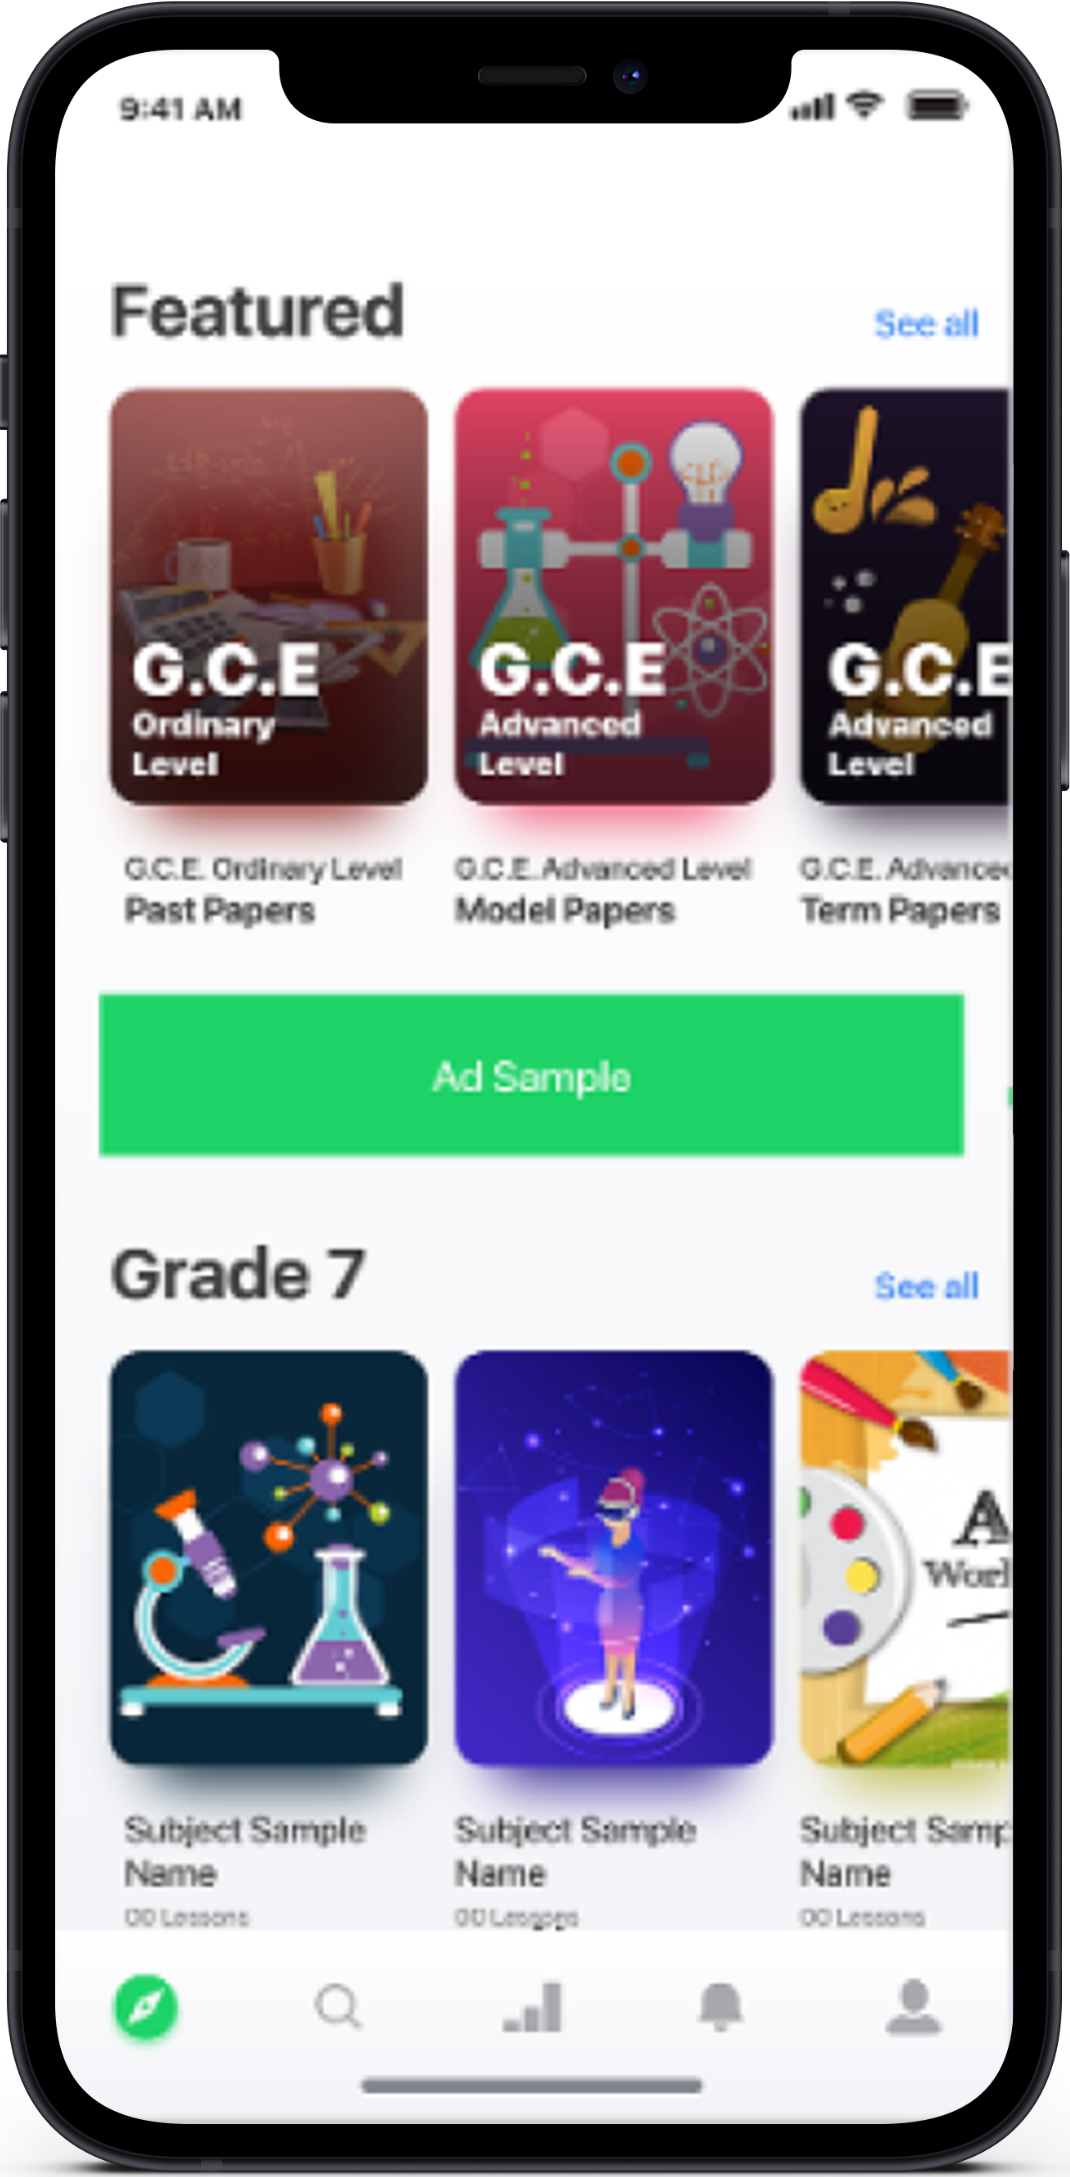 9:41 AM
Featured
See all
G.C.E
Ordinary
Level
G.C.E
Advanced
Level
G.C.E
Advanced
Level
G.C.E. Ordinary Level
Past Papers
G.C.E. Advanced Level
Model Papers
G.C.E. Advanced
Term Papers
Ad Sample
Grade 7
See all
A
Worl
Subject Sample
Name
00 Lessons
Subject Sample
Name
00 Lessons
Subject Samp
Name
00 Lessons